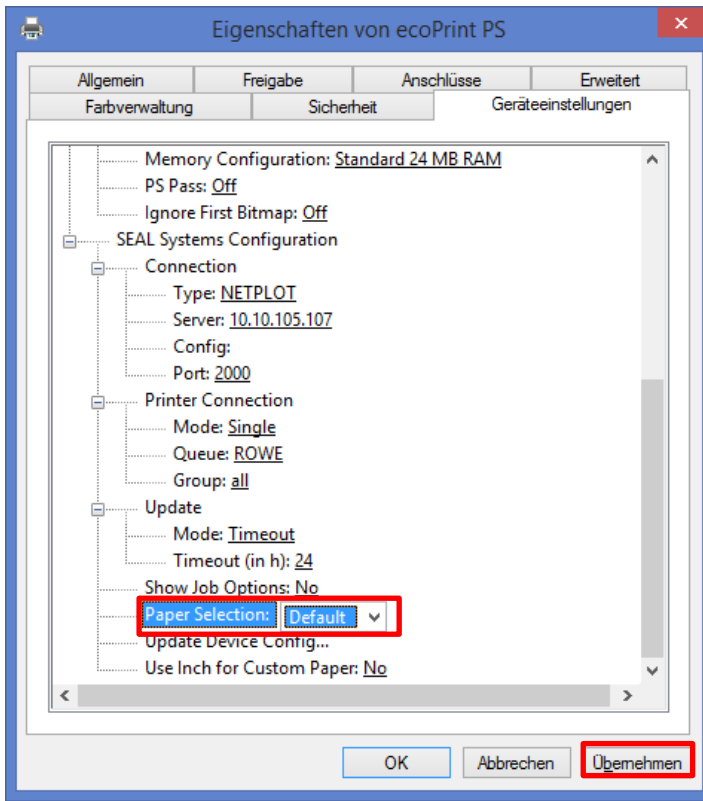 Eigenschaften von ecoPrint PS
×
Allgemein Freigabe Anschlüsse Erweitert
Farbverwaltung Sicherheit Geräteeinstellungen
Memory Configuration: Standard 24 MB RAM
PS Pass: Off
Ignore First Bitmap: Off
SEAL Systems Configuration
Connection
Type: NETPLOT
Server: 10.10.105.107
Config:
Port: 2000
Printer Connection
Mode: Single
Queue: ROWE
Group: all
Update
Mode: Timeout
Timeout (in h): 24
Show Job Options: No
Paper Selection: Default
Update Device Config...
Use Inch for Custom Paper: No
OK Abbrechen Übernehmen